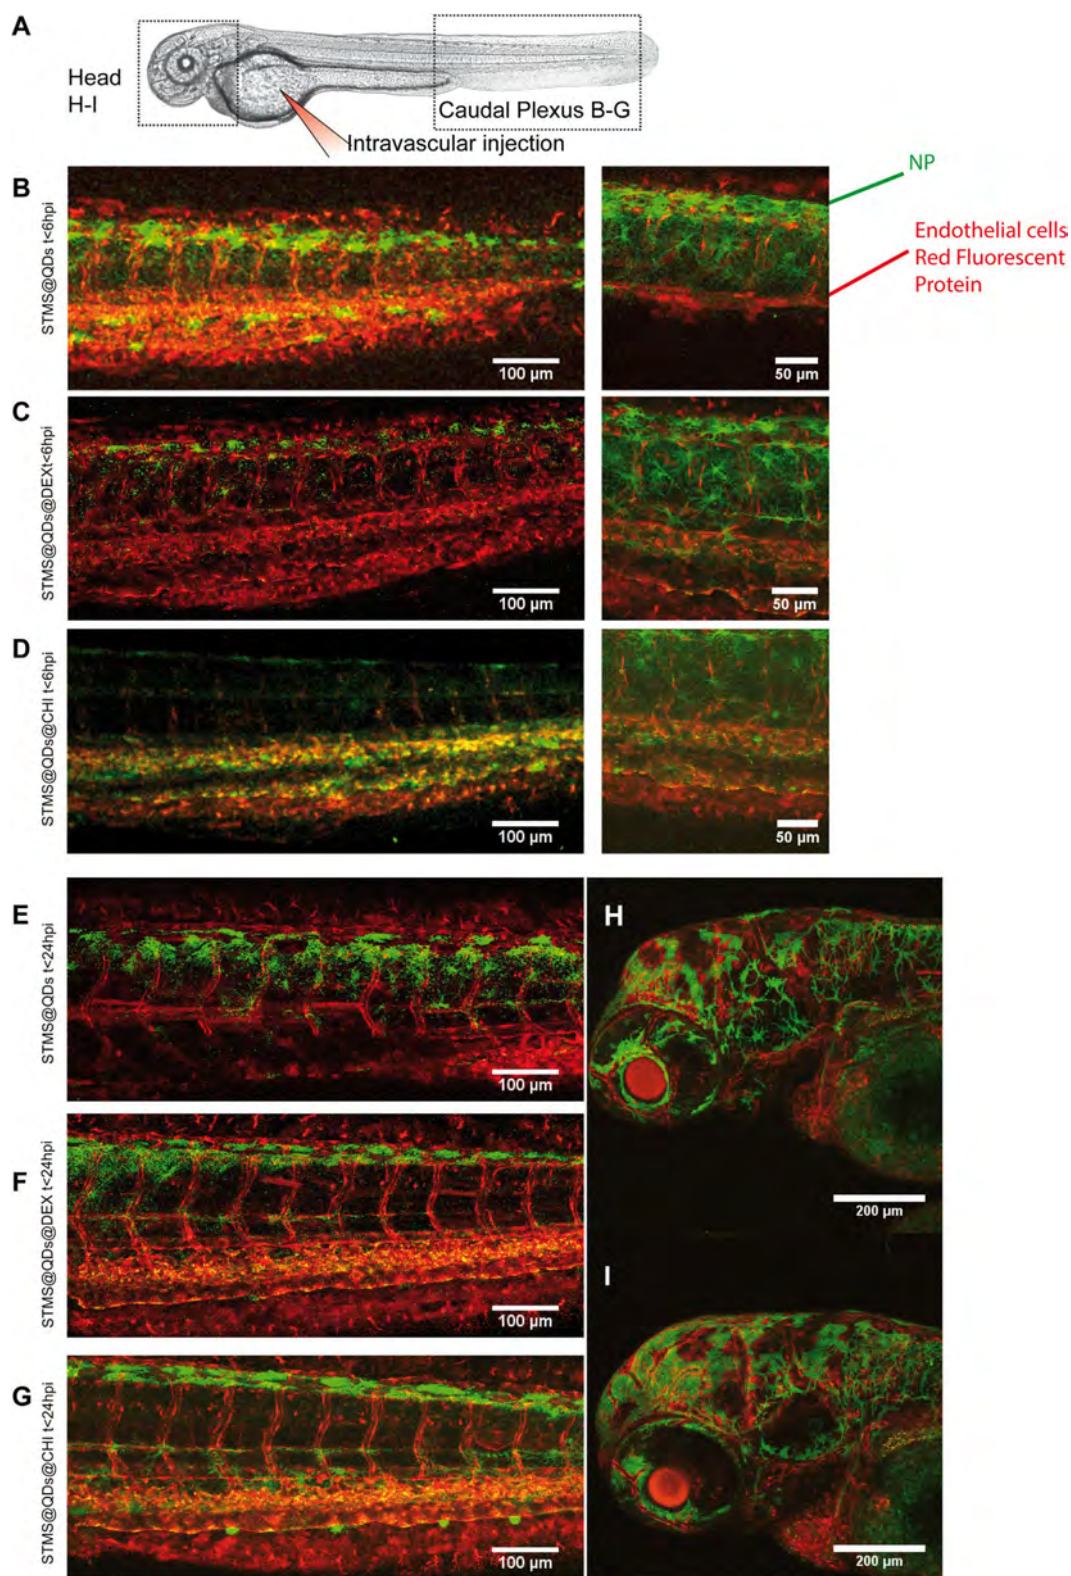 A
Head
H-I
Caudal Plexus B-G
Intravascular injection
B
STMS@QDs t<6hpi
100 µm
50 µm
NP
Endothelial cells
Red Fluorescent
Protein
C
STMS@QDs@DEXt<6hpi
100 µm
50 µm
D
STMS@QDs@CHI t<6hpi
100 µm
50 µm
E
STMS@QDs t<24hpi
100 µm
H
200 µm
F
STMS@QDs@DEX t<24hpi
100 µm
I
G
STMS@QDs@CHI t<24hpi
100 µm
200 µm